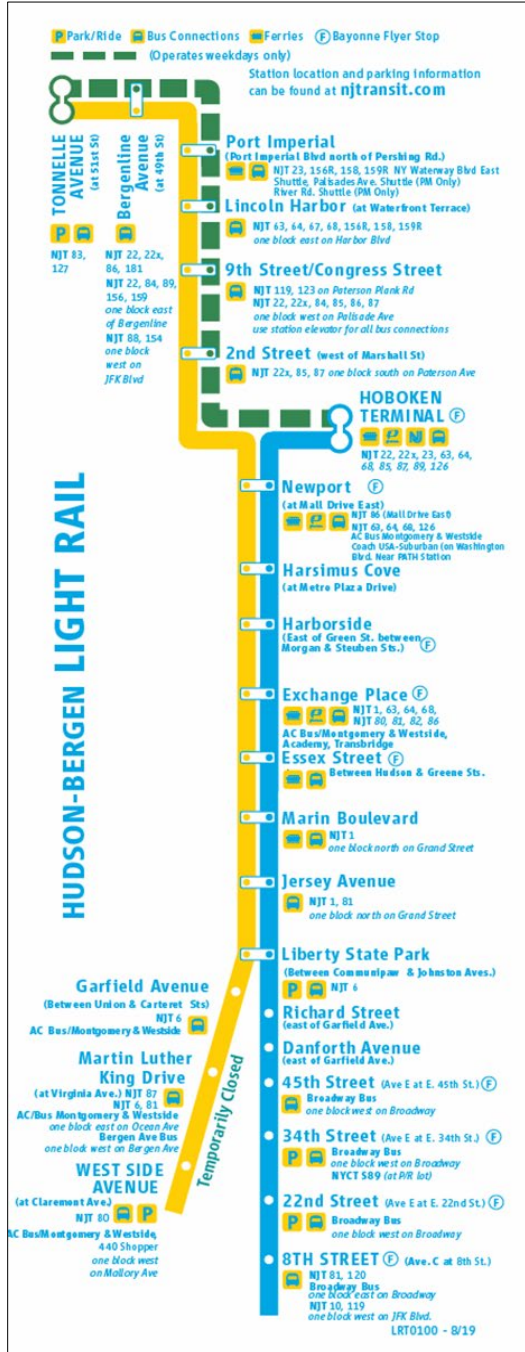 P Park/Ride Bus Connections Ferries F Bayonne Flyer Stop
(Operates weekdays only)
Station location and parking information
can be found at njtransit.com
TONNELLE
AVENUE
(at 51st St)
P
NJT 83,
127
Bergenline
Avenue
(at 49th St)
NJT 22, 22x,
86, 181
NJT 22, 84, 89,
156, 159
one block east
of Bergenline
NJT 88, 154
one block
west on
JFK Blvd
Port Imperial
(Port Imperial Blvd north of Pershing Rd.)
NJT 23, 156R, 158, 159R NY Waterway Blvd East
Shuttle, Palisades Ave. Shuttle (PM Only)
River Rd. Shuttle (PM Only)
Lincoln Harbor (at Waterfront Terrace)
NJT 63, 64, 67, 68, 156R, 158, 159R
one block east on Harbor Blvd
9th Street/Congress Street
NJT 119, 123 on Paterson Plank Rd
NJT 22, 22x, 84, 85, 86, 87
one block west on Palisade Ave
use station elevator for all bus connections
2nd Street (west of Marshall St)
NJT 22x, 85, 87 one block south on Paterson Ave
HOBOKEN
TERMINAL F
NJT 22, 22x, 23, 63, 64,
68, 85, 87, 89, 126
HUDSON-BERGEN LIGHT RAIL
Newport F
(at Mall Drive East)
NJT 86 (Mall Drive East)
NJT 63, 64, 68, 126
AC Bus Montgomery & Westside
Coach USA-Suburban (on Washington
Blvd. Near PATH Station
Harsimus Cove
(at Metro Plaza Drive)
Harborside
(East of Green St. between
Morgan & Steuben Sts.) F
Exchange Place F
NJT 1, 63, 64, 68,
NJT 80, 81, 82, 86
AC Bus/Montgomery & Westside,
Academy, Transbridge
Essex Street F
Between Hudson & Greene Sts.
Marin Boulevard
NJT 1
one block north on Grand Street
Jersey Avenue
NJT 1, 81
one block north on Grand Street
Liberty State Park
(Between Communipaw & Johnston Aves.)
P NJT 6
Garfield Avenue
(Between Union & Carteret Sts)
NJT 6
AC Bus/Montgomery & Westside
Martin Luther
King Drive
(at Virginia Ave.) NJT 87
NJT 6, 81
AC/Bus Montgomery & Westside
one block east on Ocean Ave
Bergen Ave Bus
one block west on Bergen Ave
WEST SIDE
AVENUE
(at Claremont Ave.)
NJT 80 P
AC Bus/Montgomery & Westside,
440 Shopper
one block west
on Mallory Ave
Temporarily Closed
Richard Street
(east of Garfield Ave.)
Danforth Avenue
(east of Garfield Ave.)
45th Street (Ave E at E. 45th St.) F
Broadway Bus
one block west on Broadway
34th Street (Ave E at E. 34th St.) F
P Broadway Bus
one block west on Broadway
NYCT S89 (at P/R lot)
22nd Street (Ave E at E. 22nd St.) F
P Broadway Bus
one block west on Broadway
8TH STREET F (Ave. C at 8th St.)
NJT 81, 120
Broadway Bus
one block east on Broadway
NJT 10, 119
one block west on JFK Blvd.
LRT0100 - 8/19